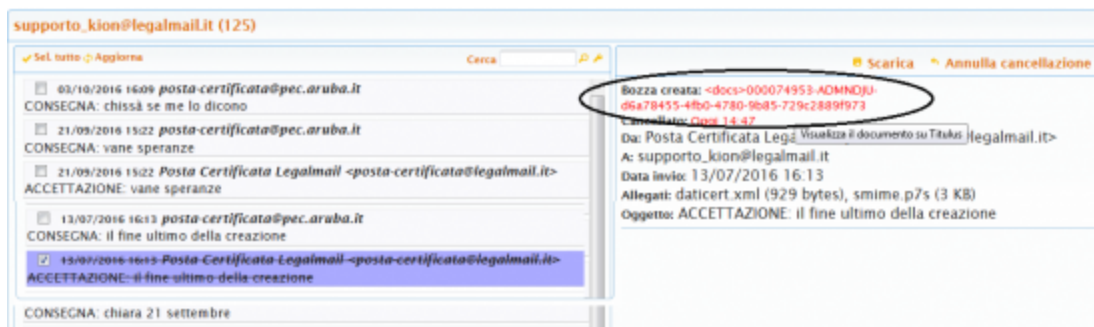 supporto_kion@legalmail.it (125)
Sel. tutto Aggiorna Cerca
03/10/2016 16:09 posta-certificata@pec.aruba.it
CONSEGNA: chissà se me lo dicono
21/09/2016 15:22 posta-certificata@pec.aruba.it
CONSEGNA: vane speranze
21/09/2016 15:22 Posta Certificata Legalmail <posta-certificata@legalmail.it>
ACCETTAZIONE: vane speranze
13/07/2016 16:13 posta-certificata@pec.aruba.it
CONSEGNA: il fine ultimo della creazione
13/07/2016 16:13 Posta Certificata Legalmail <posta-certificata@legalmail.it>
ACCETTAZIONE: il fine ultimo della creazione
CONSEGNA: chiara 21 settembre
Scarica Annulla cancellazione
Bozza creata: <docs>000074953-ADMNDJU-
d6a78455-4fb0-4780-9b85-729c2889f973
Cancellato: Oggi 14:47
Da: Posta Certificata Lega Visualizza il documento su Titulus legalmail.it>
A: supporto_kion@legalmail.it
Data invio: 13/07/2016 16:13
Allegati: daticert.xml (929 bytes), smime.p7s (3 KB)
Oggetto: ACCETTAZIONE: il fine ultimo della creazione